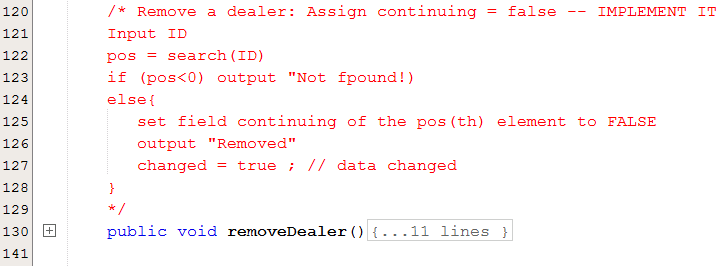 120 /* Remove a dealer: Assign continuing = false -- IMPLEMENT IT
121 Input ID
122 pos = search(ID)
123 if (pos<0) output "Not fpound!)
124 else{
125 set field continuing of the pos(th) element to FALSE
126 output "Removed"
127 changed = true ; // data changed
128 }
129 */
130 public void removeDealer(){...11 lines }
141